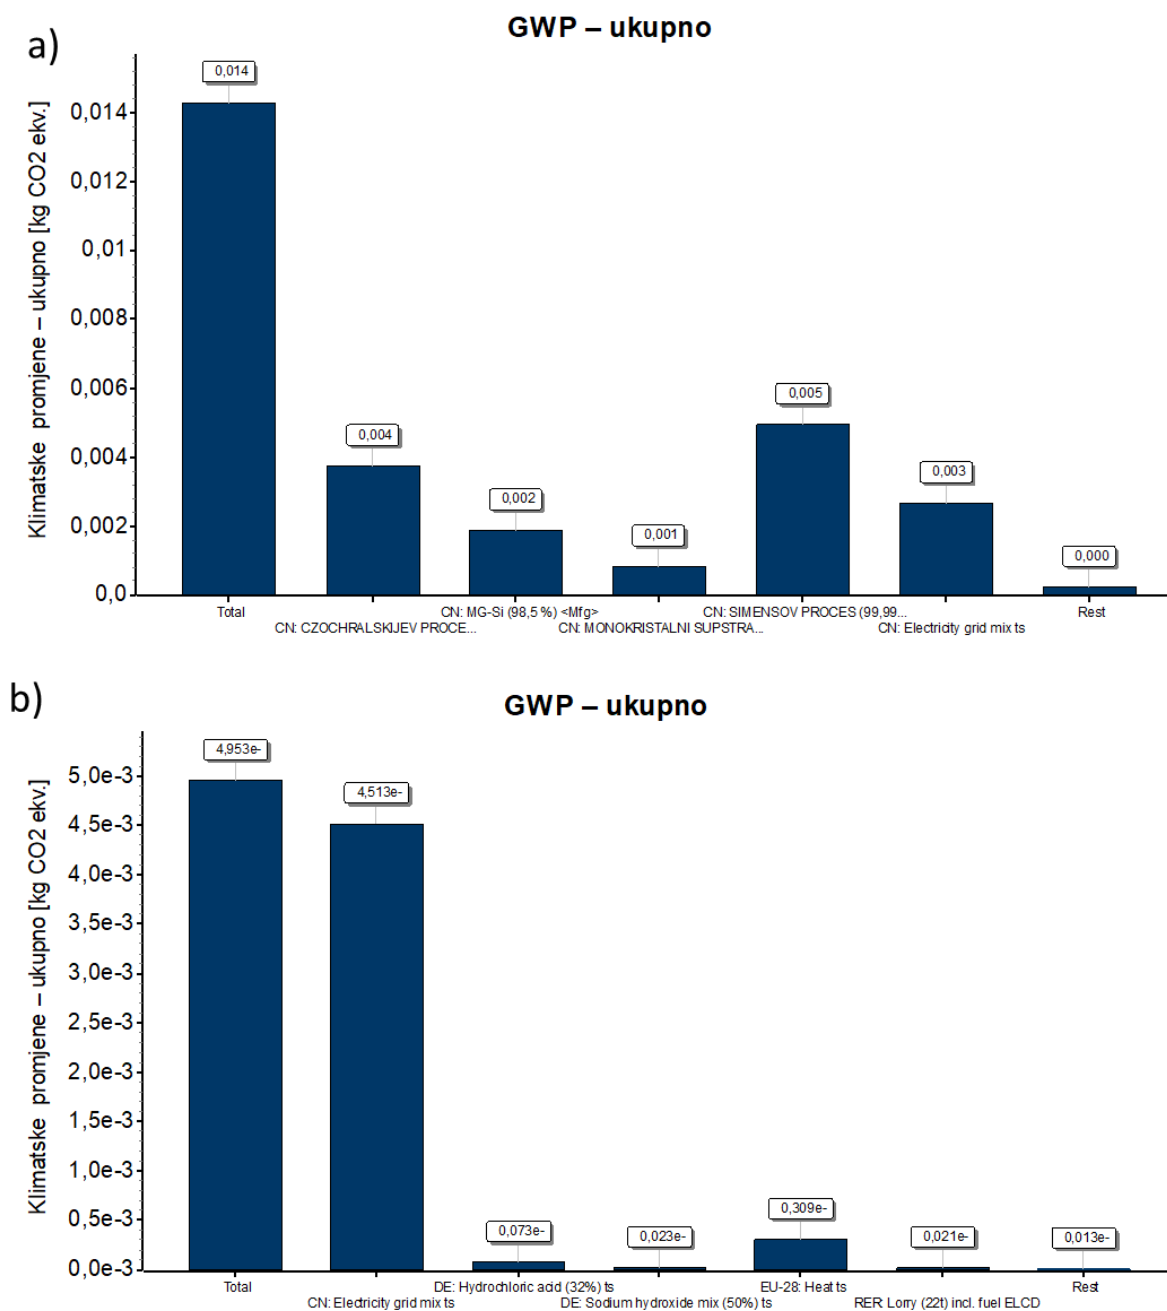 a)
GWP – ukupno
Klimatske promjene – ukupno [kg CO2 ekv.]
0,014
0,012
0,01
0,008
0,006
0,004
0,002
0,0
0,014
0,004
0,002
0,001
0,005
0,003
0,000
Total
CN: CZOCHRALSKIJEV PROCE...
CN: MG-Si (98,5 %) <Mfg>
CN: MONOKRISTALNI SUPSTRA...
CN: SIMENSOV PROCES (99,99...
CN: Electricity grid mix ts
Rest
b)
GWP – ukupno
Klimatske promjene – ukupno [kg CO2 ekv.]
5,0e-3
4,5e-3
4,0e-3
3,5e-3
3,0e-3
2,5e-3
2,0e-3
1,5e-3
1,0e-3
0,5e-3
0,0e-3
4,953e-
4,513e-
0,073e-
0,023e-
0,309e-
0,021e-
0,013e-
Total
CN: Electricity grid mix ts
DE: Hydrochloric acid (32%) ts
DE: Sodium hydroxide mix (50%) ts
EU-28: Heat ts
RER: Lorry (22t) incl. fuel ELCD
Rest